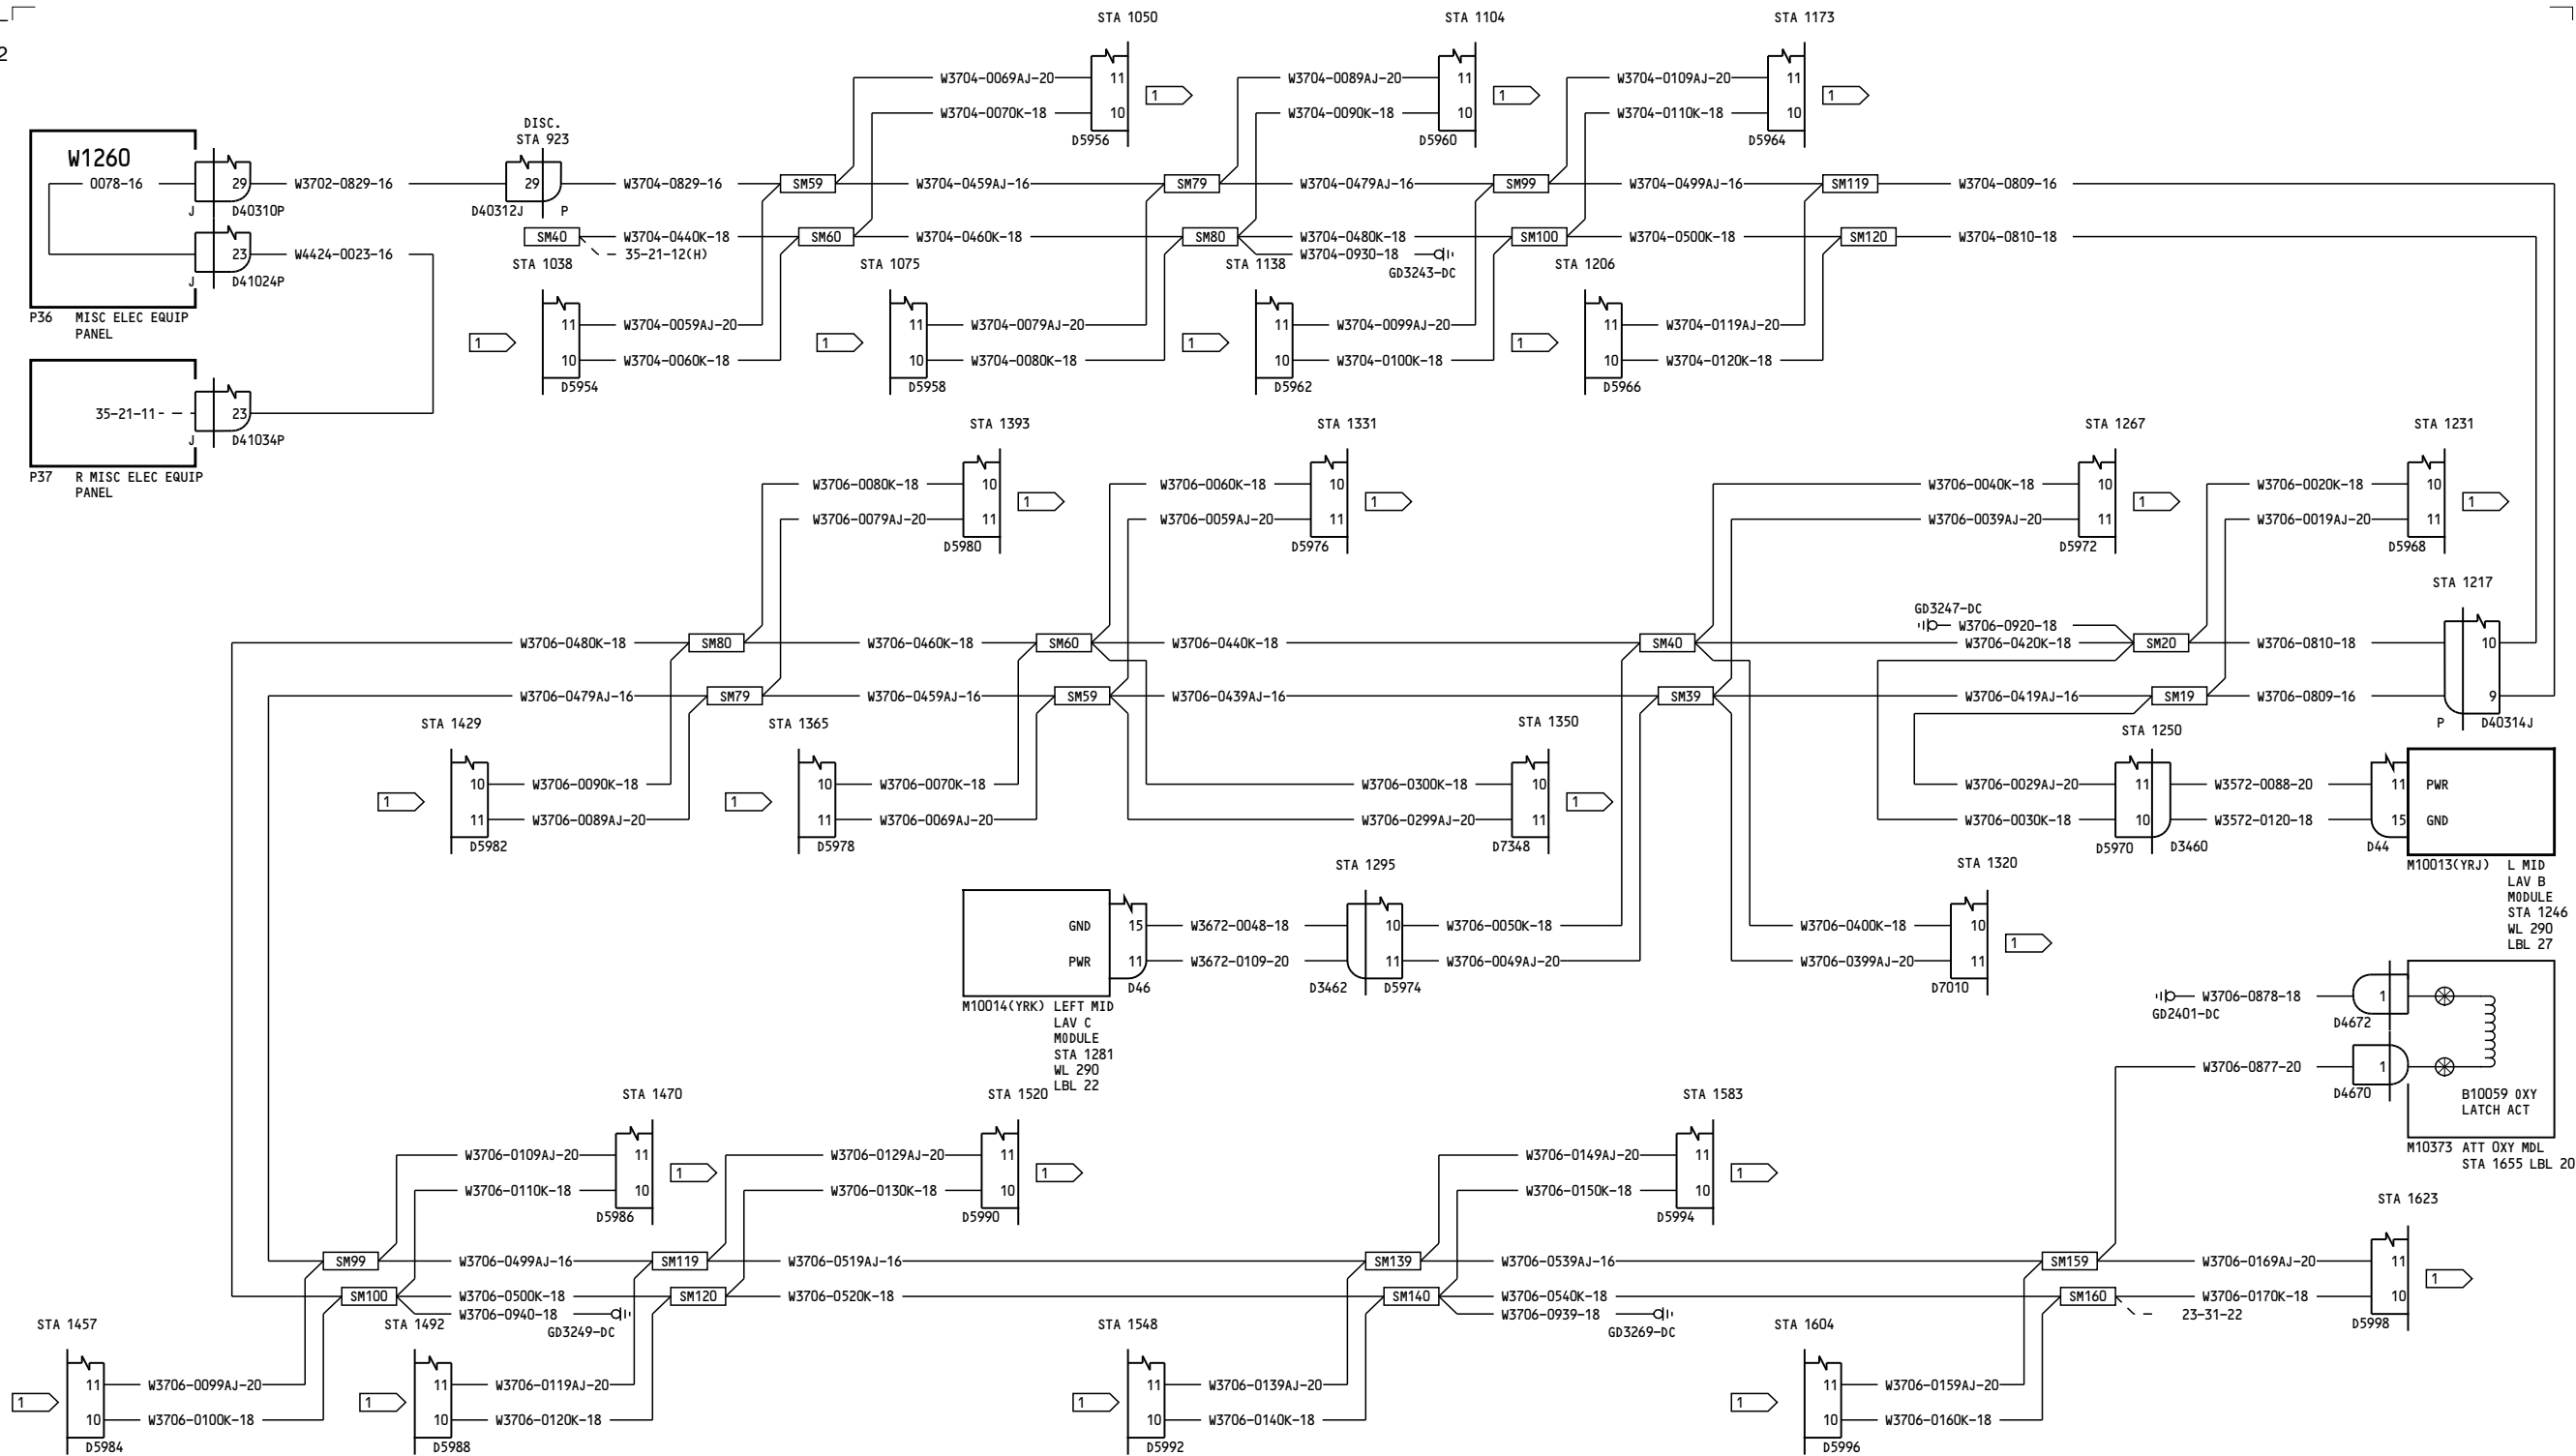 2
STA 1050
STA 1104
STA 1173
W3704-0069AJ-20
11
W3704-0070K-18
10
D5956
1
W3704-0089AJ-20
11
W3704-0090K-18
10
D5960
1
W3704-0109AJ-20
11
W3704-0110K-18
10
D5964
1
W1260
0078-16
29
D40310P
J
W3702-0829-16
DISC.
STA 923
29
D40312J
P
W3704-0829-16
SM59
W3704-0459AJ-16
SM79
W3704-0479AJ-16
SM99
W3704-0499AJ-16
SM119
W3704-0809-16
23
J
D41024P
W4424-0023-16
P36 MISC ELEC EQUIP
PANEL
SM40
W3704-0440K-18
35-21-12(H)
SM60
W3704-0460K-18
SM80
W3704-0480K-18
W3704-0930-18
GD3243-DC
SM100
W3704-0500K-18
SM120
W3704-0810-18
STA 1038
STA 1075
STA 1138
STA 1206
1
11
W3704-0059AJ-20
10
W3704-0060K-18
D5954
1
11
W3704-0079AJ-20
10
W3704-0080K-18
D5958
1
11
W3704-0099AJ-20
10
W3704-0100K-18
D5962
1
11
W3704-0119AJ-20
10
W3704-0120K-18
D5966
35-21-11
23
J
D41034P
P37 R MISC ELEC EQUIP
PANEL
STA 1393
STA 1331
STA 1267
STA 1231
W3706-0080K-18
10
W3706-0079AJ-20
11
D5980
1
W3706-0060K-18
10
W3706-0059AJ-20
11
D5976
1
W3706-0040K-18
10
W3706-0039AJ-20
11
D5972
1
W3706-0020K-18
10
W3706-0019AJ-20
11
D5968
1
STA 1217
GD3247-DC
W3706-0920-18
W3706-0480K-18
SM80
W3706-0460K-18
SM60
W3706-0440K-18
SM40
W3706-0420K-18
SM20
W3706-0810-18
10
W3706-0479AJ-16
SM79
W3706-0459AJ-16
SM59
W3706-0439AJ-16
SM39
W3706-0419AJ-16
SM19
W3706-0809-16
9
P
D40314J
STA 1429
STA 1365
STA 1350
STA 1250
1
10
W3706-0090K-18
11
W3706-0089AJ-20
D5982
1
10
W3706-0070K-18
11
W3706-0069AJ-20
D5978
W3706-0300K-18
10
W3706-0299AJ-20
11
D7348
1
W3706-0029AJ-20
11
W3572-0088-20
11
PWR
W3706-0030K-18
10
W3572-0120-18
15
GND
D5970
D3460
D44
M10013(YRJ) L MID
LAV B
MODULE
STA 1246
WL 290
LBL 27
STA 1295
STA 1320
GND
15
W3672-0048-18
10
W3706-0050K-18
PWR
11
W3672-0109-20
11
W3706-0049AJ-20
D46
D3462
D5974
M10014(YRK) LEFT MID
LAV C
MODULE
STA 1281
WL 290
LBL 22
W3706-0400K-18
10
W3706-0399AJ-20
11
D7010
1
GD2401-DC
W3706-0878-18
1
D4672
W3706-0877-20
1
D4670
B10059 OXY
LATCH ACT
M10373 ATT OXY MDL
STA 1655 LBL 20
STA 1470
STA 1520
STA 1583
STA 1623
W3706-0109AJ-20
11
W3706-0110K-18
10
D5986
1
W3706-0129AJ-20
11
W3706-0130K-18
10
D5990
1
W3706-0149AJ-20
11
W3706-0150K-18
10
D5994
1
SM99
W3706-0499AJ-16
SM119
W3706-0519AJ-16
SM139
W3706-0539AJ-16
SM159
W3706-0169AJ-20
11
SM100
W3706-0500K-18
SM120
W3706-0520K-18
SM140
W3706-0540K-18
SM160
W3706-0170K-18
10
D5998
1
W3706-0940-18
GD3249-DC
W3706-0939-18
GD3269-DC
23-31-22
STA 1457
STA 1492
STA 1548
STA 1604
1
11
W3706-0099AJ-20
10
W3706-0100K-18
D5984
1
11
W3706-0119AJ-20
10
W3706-0120K-18
D5988
1
11
W3706-0139AJ-20
10
W3706-0140K-18
D5992
1
11
W3706-0159AJ-20
10
W3706-0160K-18
D5996